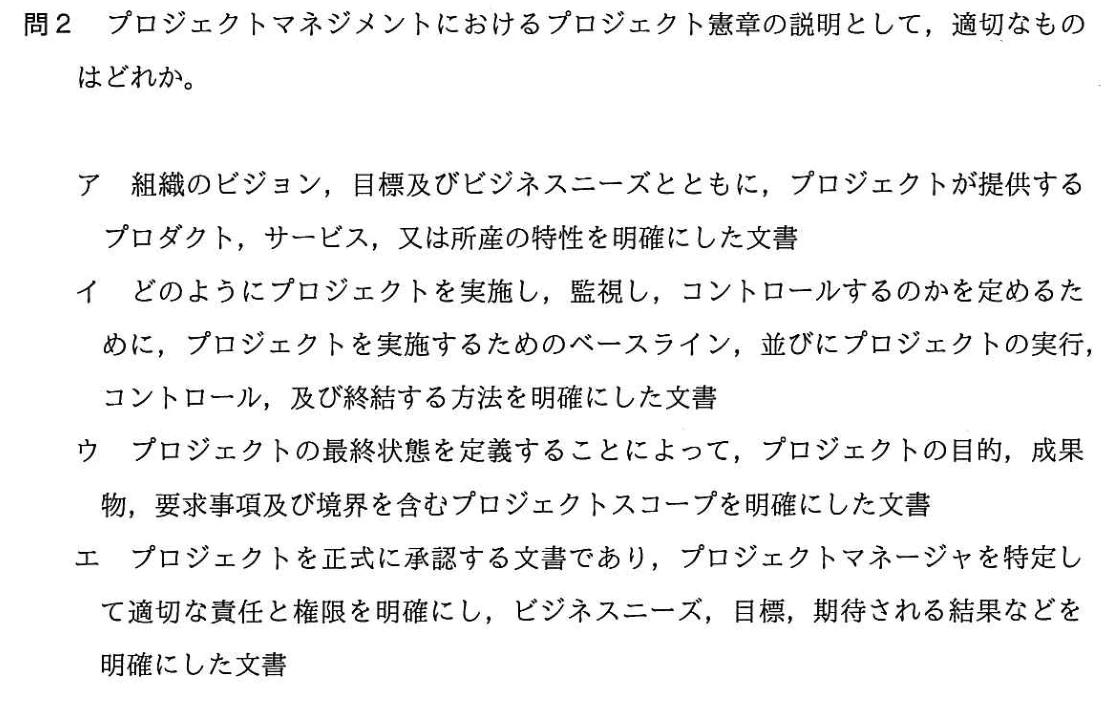 問2　プロジェクトマネジメントにおけるプロジェクト憲章の説明として，適切なもの
はどれか。
ア　組織のビジョン，目標及びビジネスニーズとともに，プロジェクトが提供する
プロダクト，サービス，又は所産の特性を明確にした文書
イ　どのようにプロジェクトを実施し，監視し，コントロールするのかを定めるた
めに，プロジェクトを実施するためのベースライン，並びにプロジェクトの実行，
コントロール，及び終結する方法を明確にした文書
ウ　プロジェクトの最終状態を定義することによって，プロジェクトの目的，成果
物，要求事項及び境界を含むプロジェクトスコープを明確にした文書
エ　プロジェクトを正式に承認する文書であり，プロジェクトマネージャを特定し
て適切な責任と権限を明確にし，ビジネスニーズ，目標，期待される結果などを
明確にした文書